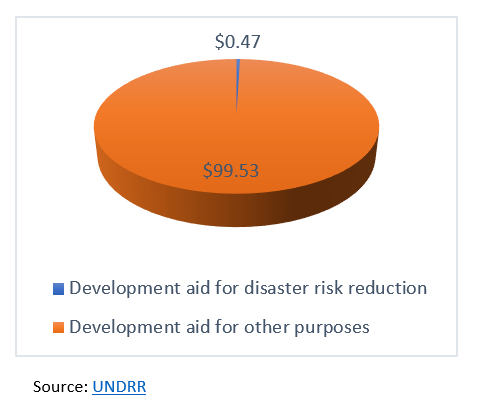 $0.47
$99.53
Development aid for disaster risk reduction
Development aid for other purposes
Source: UNDRR